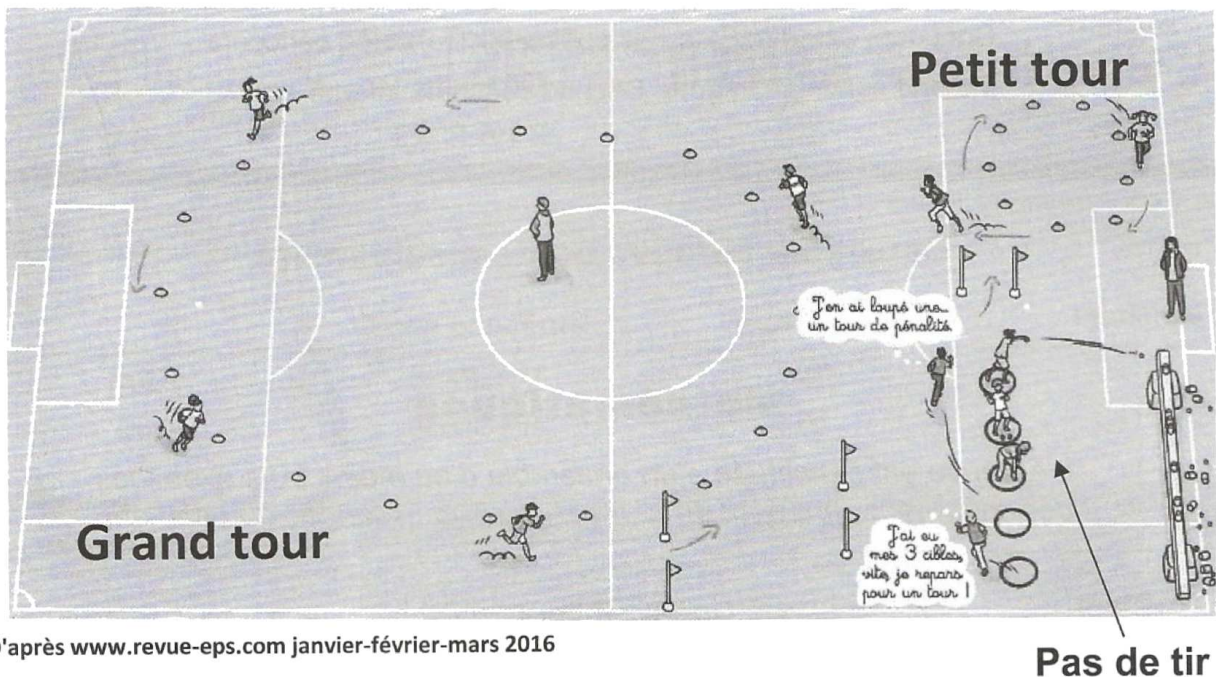 Petit tour
J'en ai loupé une...
un tour de pénalité.
Grand tour
J'ai eu
mes 3 cibles,
vite, je repars
pour un tour !
D'après www.revue-eps.com janvier-février-mars 2016
Pas de tir